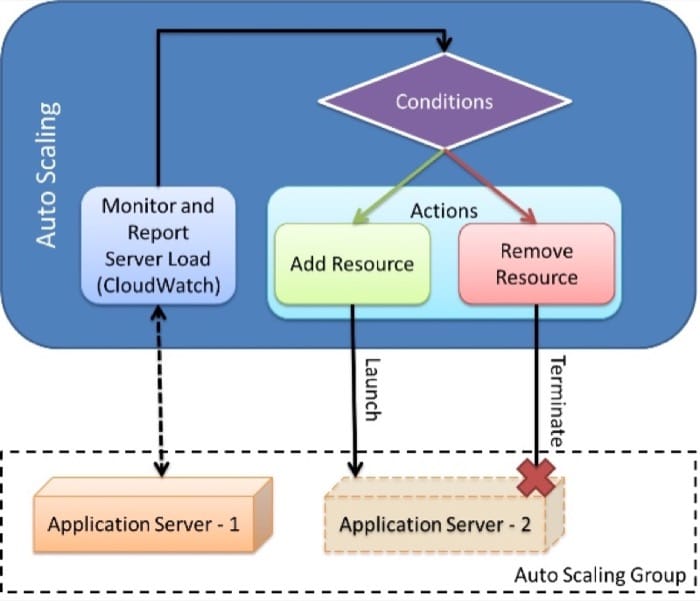 Auto Scaling
Conditions
Monitor and
Report
Server Load
(CloudWatch)
Actions
Add Resource
Remove
Resource
Launch
Terminate
Application Server - 1
Application Server - 2
Auto Scaling Group